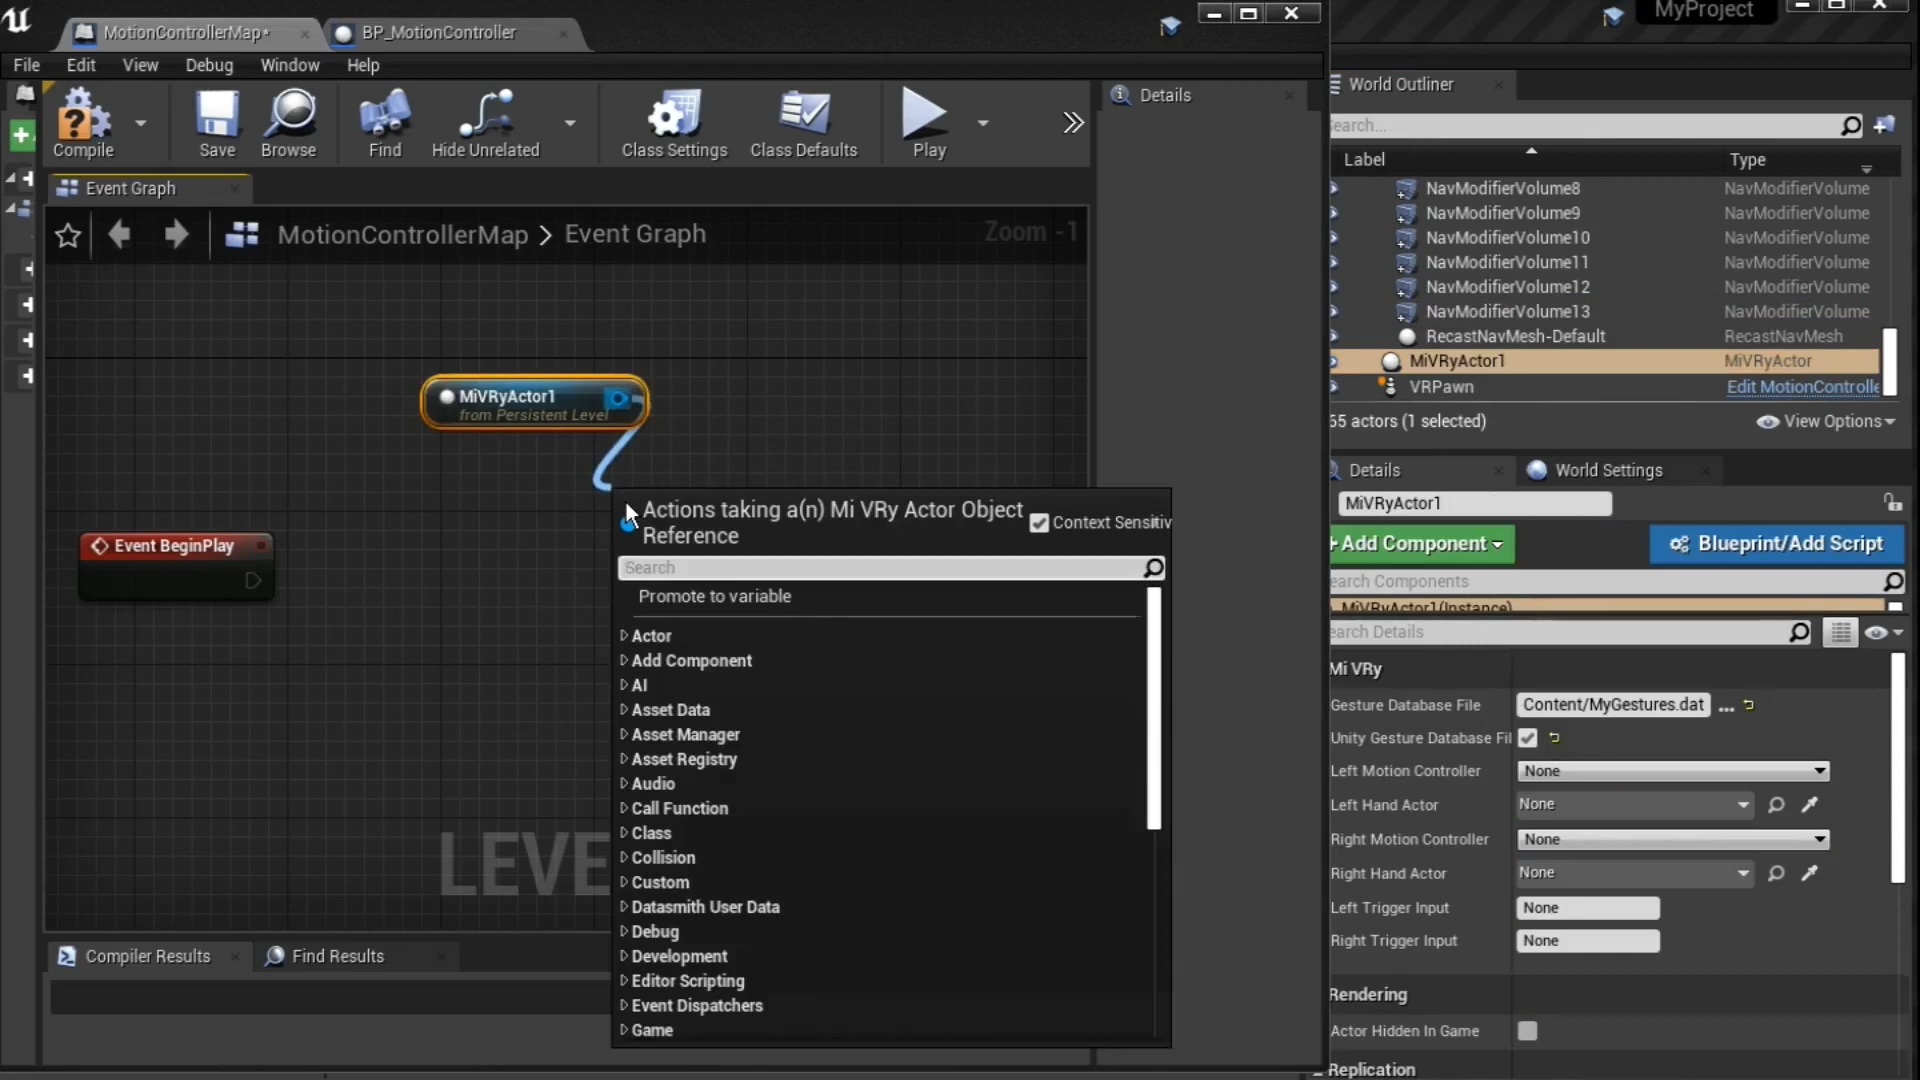 MotionControllerMap*
BP_MotionController
MyProject
File Edit View Debug Window Help
Compile Save Browse Find Hide Unrelated Class Settings Class Defaults Play
Event Graph
MotionControllerMap > Event Graph
Zoom -1
MiVRyActor1
from Persistent Level
Event BeginPlay
LEVE
Actions taking a(n) Mi VRy Actor Object
Reference
Context Sensitiv
Search
Promote to variable
Actor
Add Component
AI
Asset Data
Asset Manager
Asset Registry
Audio
Call Function
Class
Collision
Custom
Datasmith User Data
Debug
Development
Editor Scripting
Event Dispatchers
Game
Compiler Results
Find Results
Details
World Outliner
earch...
Label Type
NavModifierVolume8 NavModifierVolume
NavModifierVolume9 NavModifierVolume
NavModifierVolume10 NavModifierVolume
NavModifierVolume11 NavModifierVolume
NavModifierVolume12 NavModifierVolume
NavModifierVolume13 NavModifierVolume
RecastNavMesh-Default RecastNavMesh
MiVRyActor1 MiVRyActor
VRPawn Edit MotionControlle
65 actors (1 selected) View Options
Details World Settings
MiVRyActor1
+Add Component Blueprint/Add Script
earch Components
MiVRyActor1(Instance)
earch Details
Mi VRy
Gesture Database File Content/MyGestures.dat ...
Unity Gesture Database Fil
Left Motion Controller None
Left Hand Actor None
Right Motion Controller None
Right Hand Actor None
Left Trigger Input None
Right Trigger Input None
Rendering
Actor Hidden In Game
Replication